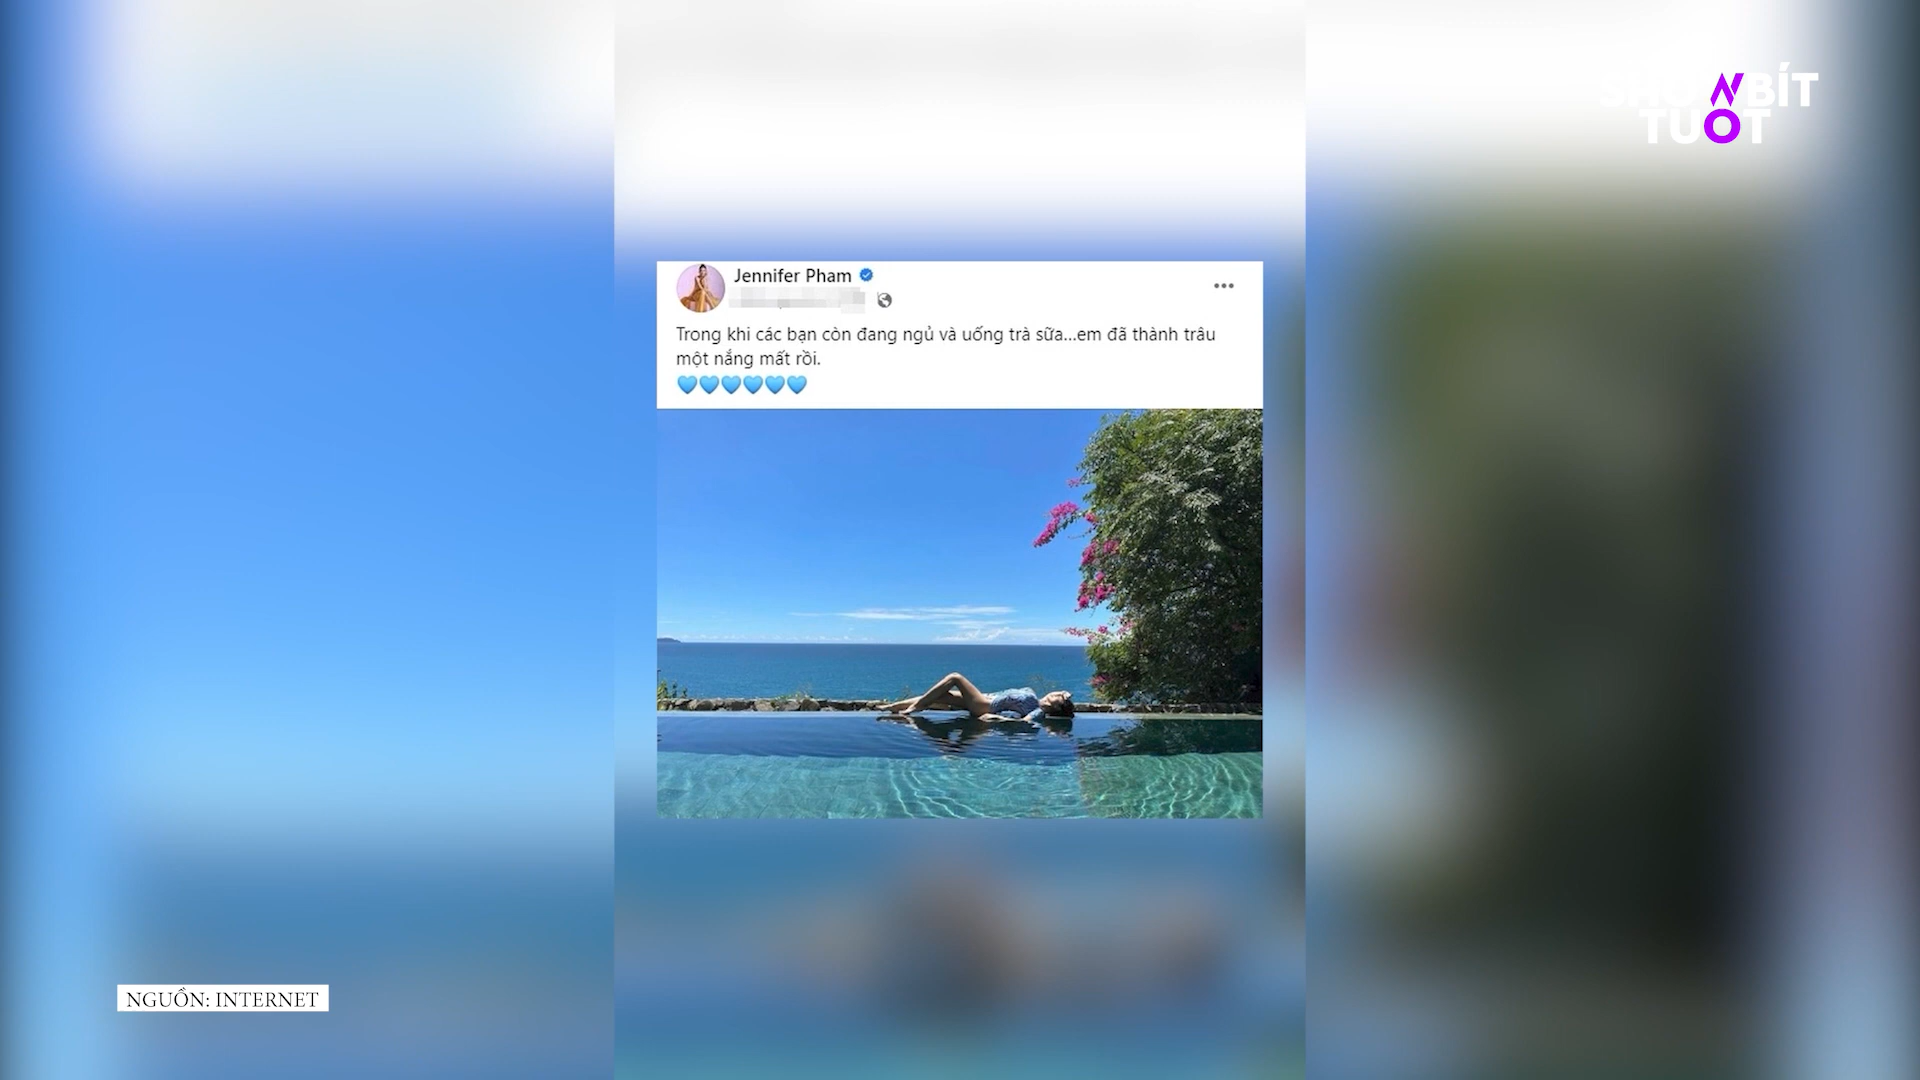 SHOWBÍT
TUỐT
Jennifer Pham
Trong khi các bạn còn đang ngủ và uống trà sữa...em đã thành trâu
một nắng mất rồi.
NGUỒN: INTERNET